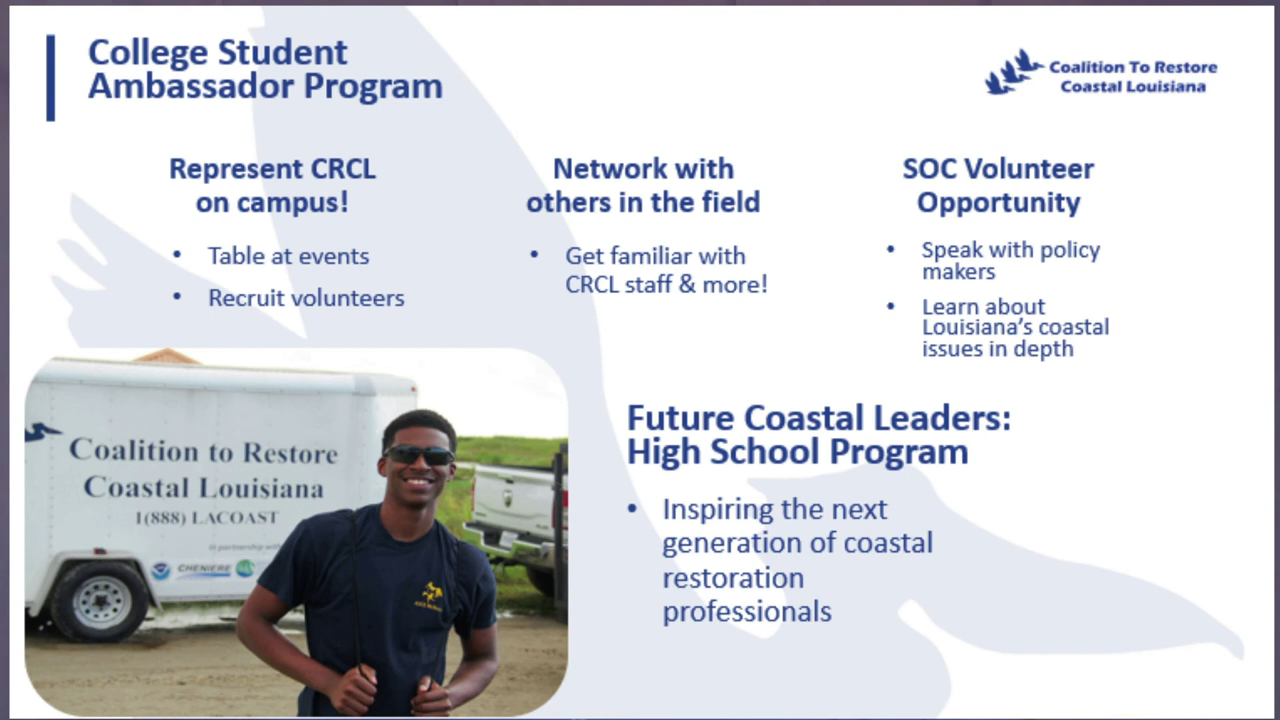 College Student
Ambassador Program
Coalition To Restore
Coastal Louisiana
Represent CRCL
on campus!
• Table at events
• Recruit volunteers
Network with
others in the field
• Get familiar with
CRCL staff & more!
SOC Volunteer
Opportunity
• Speak with policy
makers
• Learn about
Louisiana's coastal
issues in depth
Coalition to Restore
Coastal Louisiana
1(888) LACOAST
in partnership with
CHENIERE
Future Coastal Leaders:
High School Program
• Inspiring the next
generation of coastal
restoration
professionals